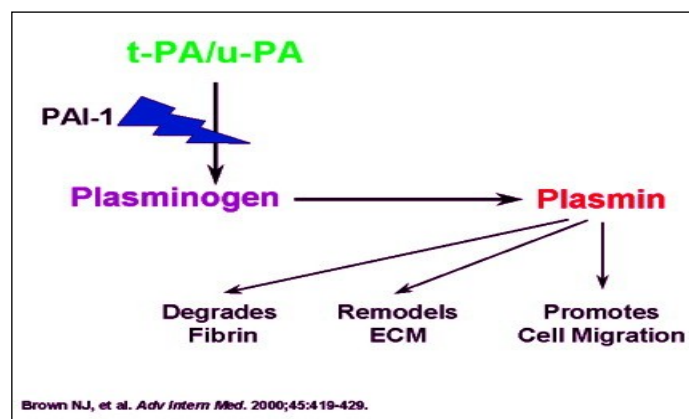 t-PA/u-PA
PAI-1
Plasminogen
Plasmin
Degrades
Fibrin
Remodels
ECM
Promotes
Cell Migration
Brown NJ, et al. Adv Intern Med. 2000;45:419-429.